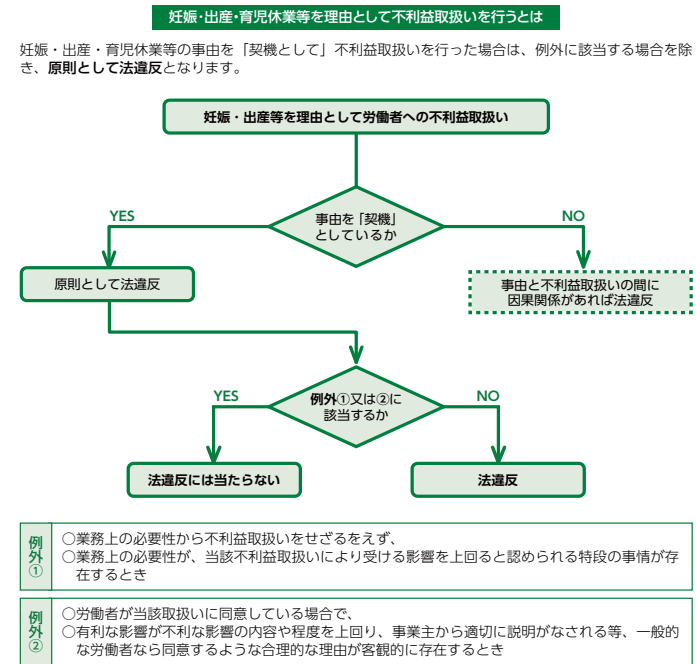 妊娠・出産・育児休業等を理由として不利益取扱いを行うとは
妊娠・出産・育児休業等の事由を「契機として」不利益取扱いを行った場合は、例外に該当する場合を除
き、原則として法違反となります。
妊娠・出産等を理由として労働者への不利益取扱い
事由を「契機」
としているか
YES
NO
原則として法違反
事由と不利益取扱いの間に
因果関係があれば法違反
例外①又は②に
該当するか
YES
NO
法違反には当たらない
法違反
例外①
○業務上の必要性から不利益取扱いをせざるをえず、
○業務上の必要性が、当該不利益取扱いにより受ける影響を上回ると認められる特段の事情が存
在するとき
例外②
○労働者が当該取扱いに同意している場合で、
○有利な影響が不利な影響の内容や程度を上回り、事業主から適切に説明がなされる等、一般的
な労働者なら同意するような合理的な理由が客観的に存在するとき